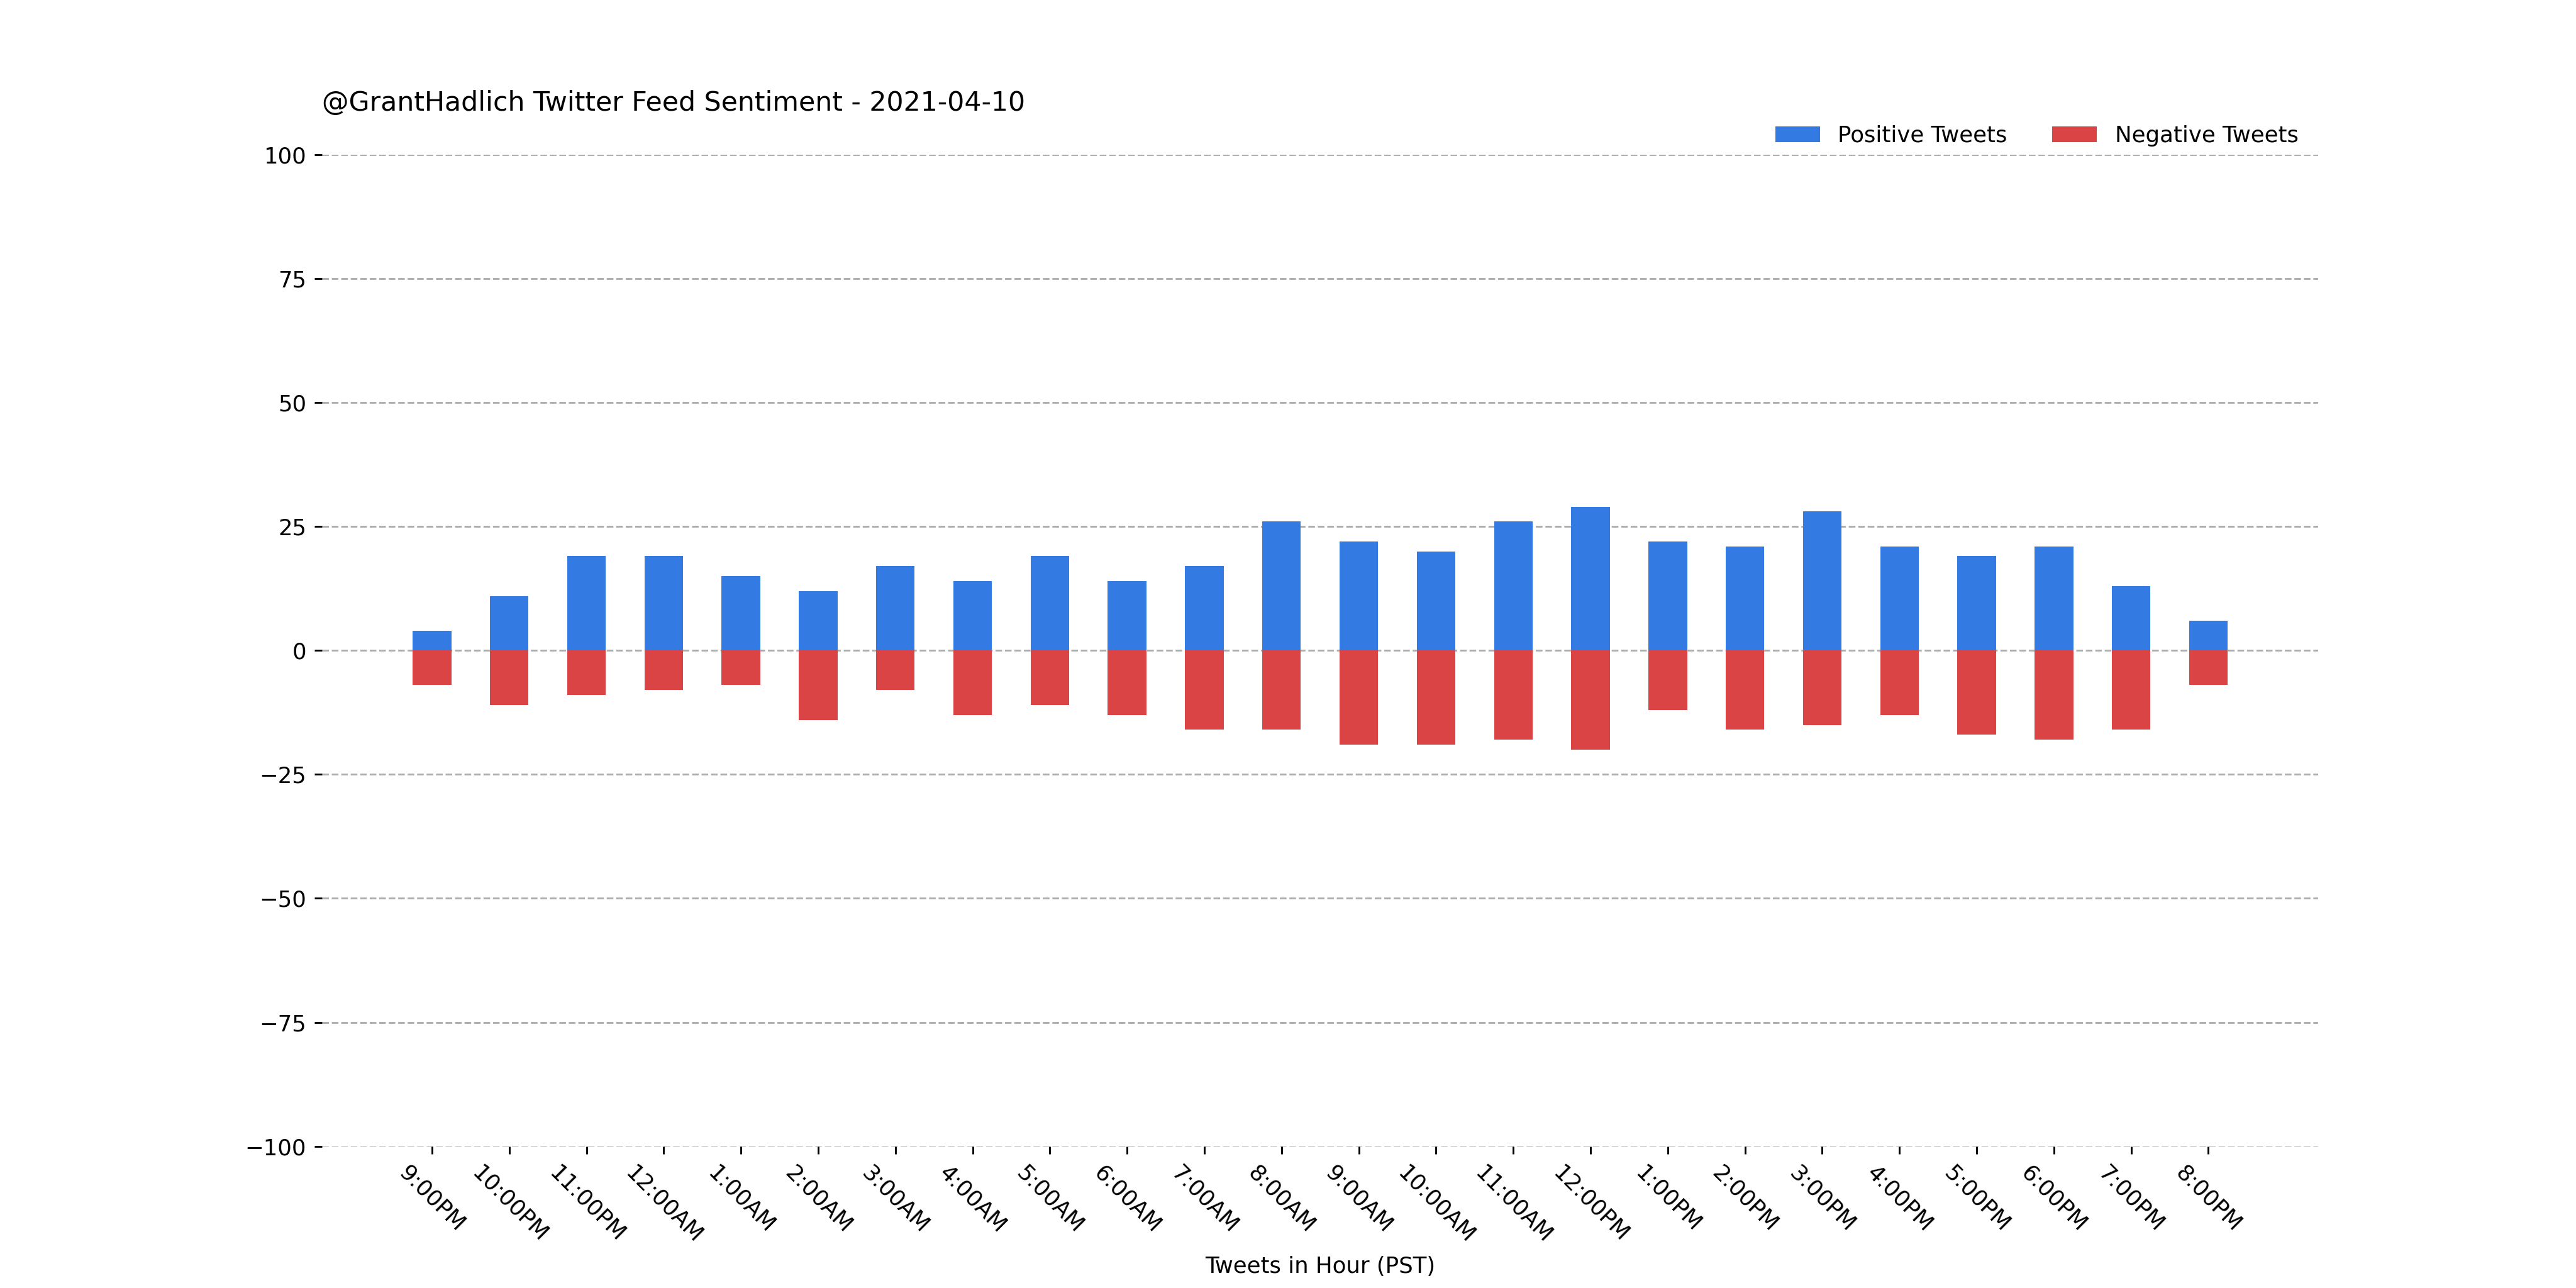 @GrantHadlich Twitter Feed Sentiment - 2021-04-10
Positive Tweets
Negative Tweets
100
75
50
25
0
−25
−50
−75
−100
9:00PM
10:00PM
11:00PM
12:00AM
1:00AM
2:00AM
3:00AM
4:00AM
5:00AM
6:00AM
7:00AM
8:00AM
9:00AM
10:00AM
11:00AM
12:00PM
1:00PM
2:00PM
3:00PM
4:00PM
5:00PM
6:00PM
7:00PM
8:00PM
Tweets in Hour (PST)